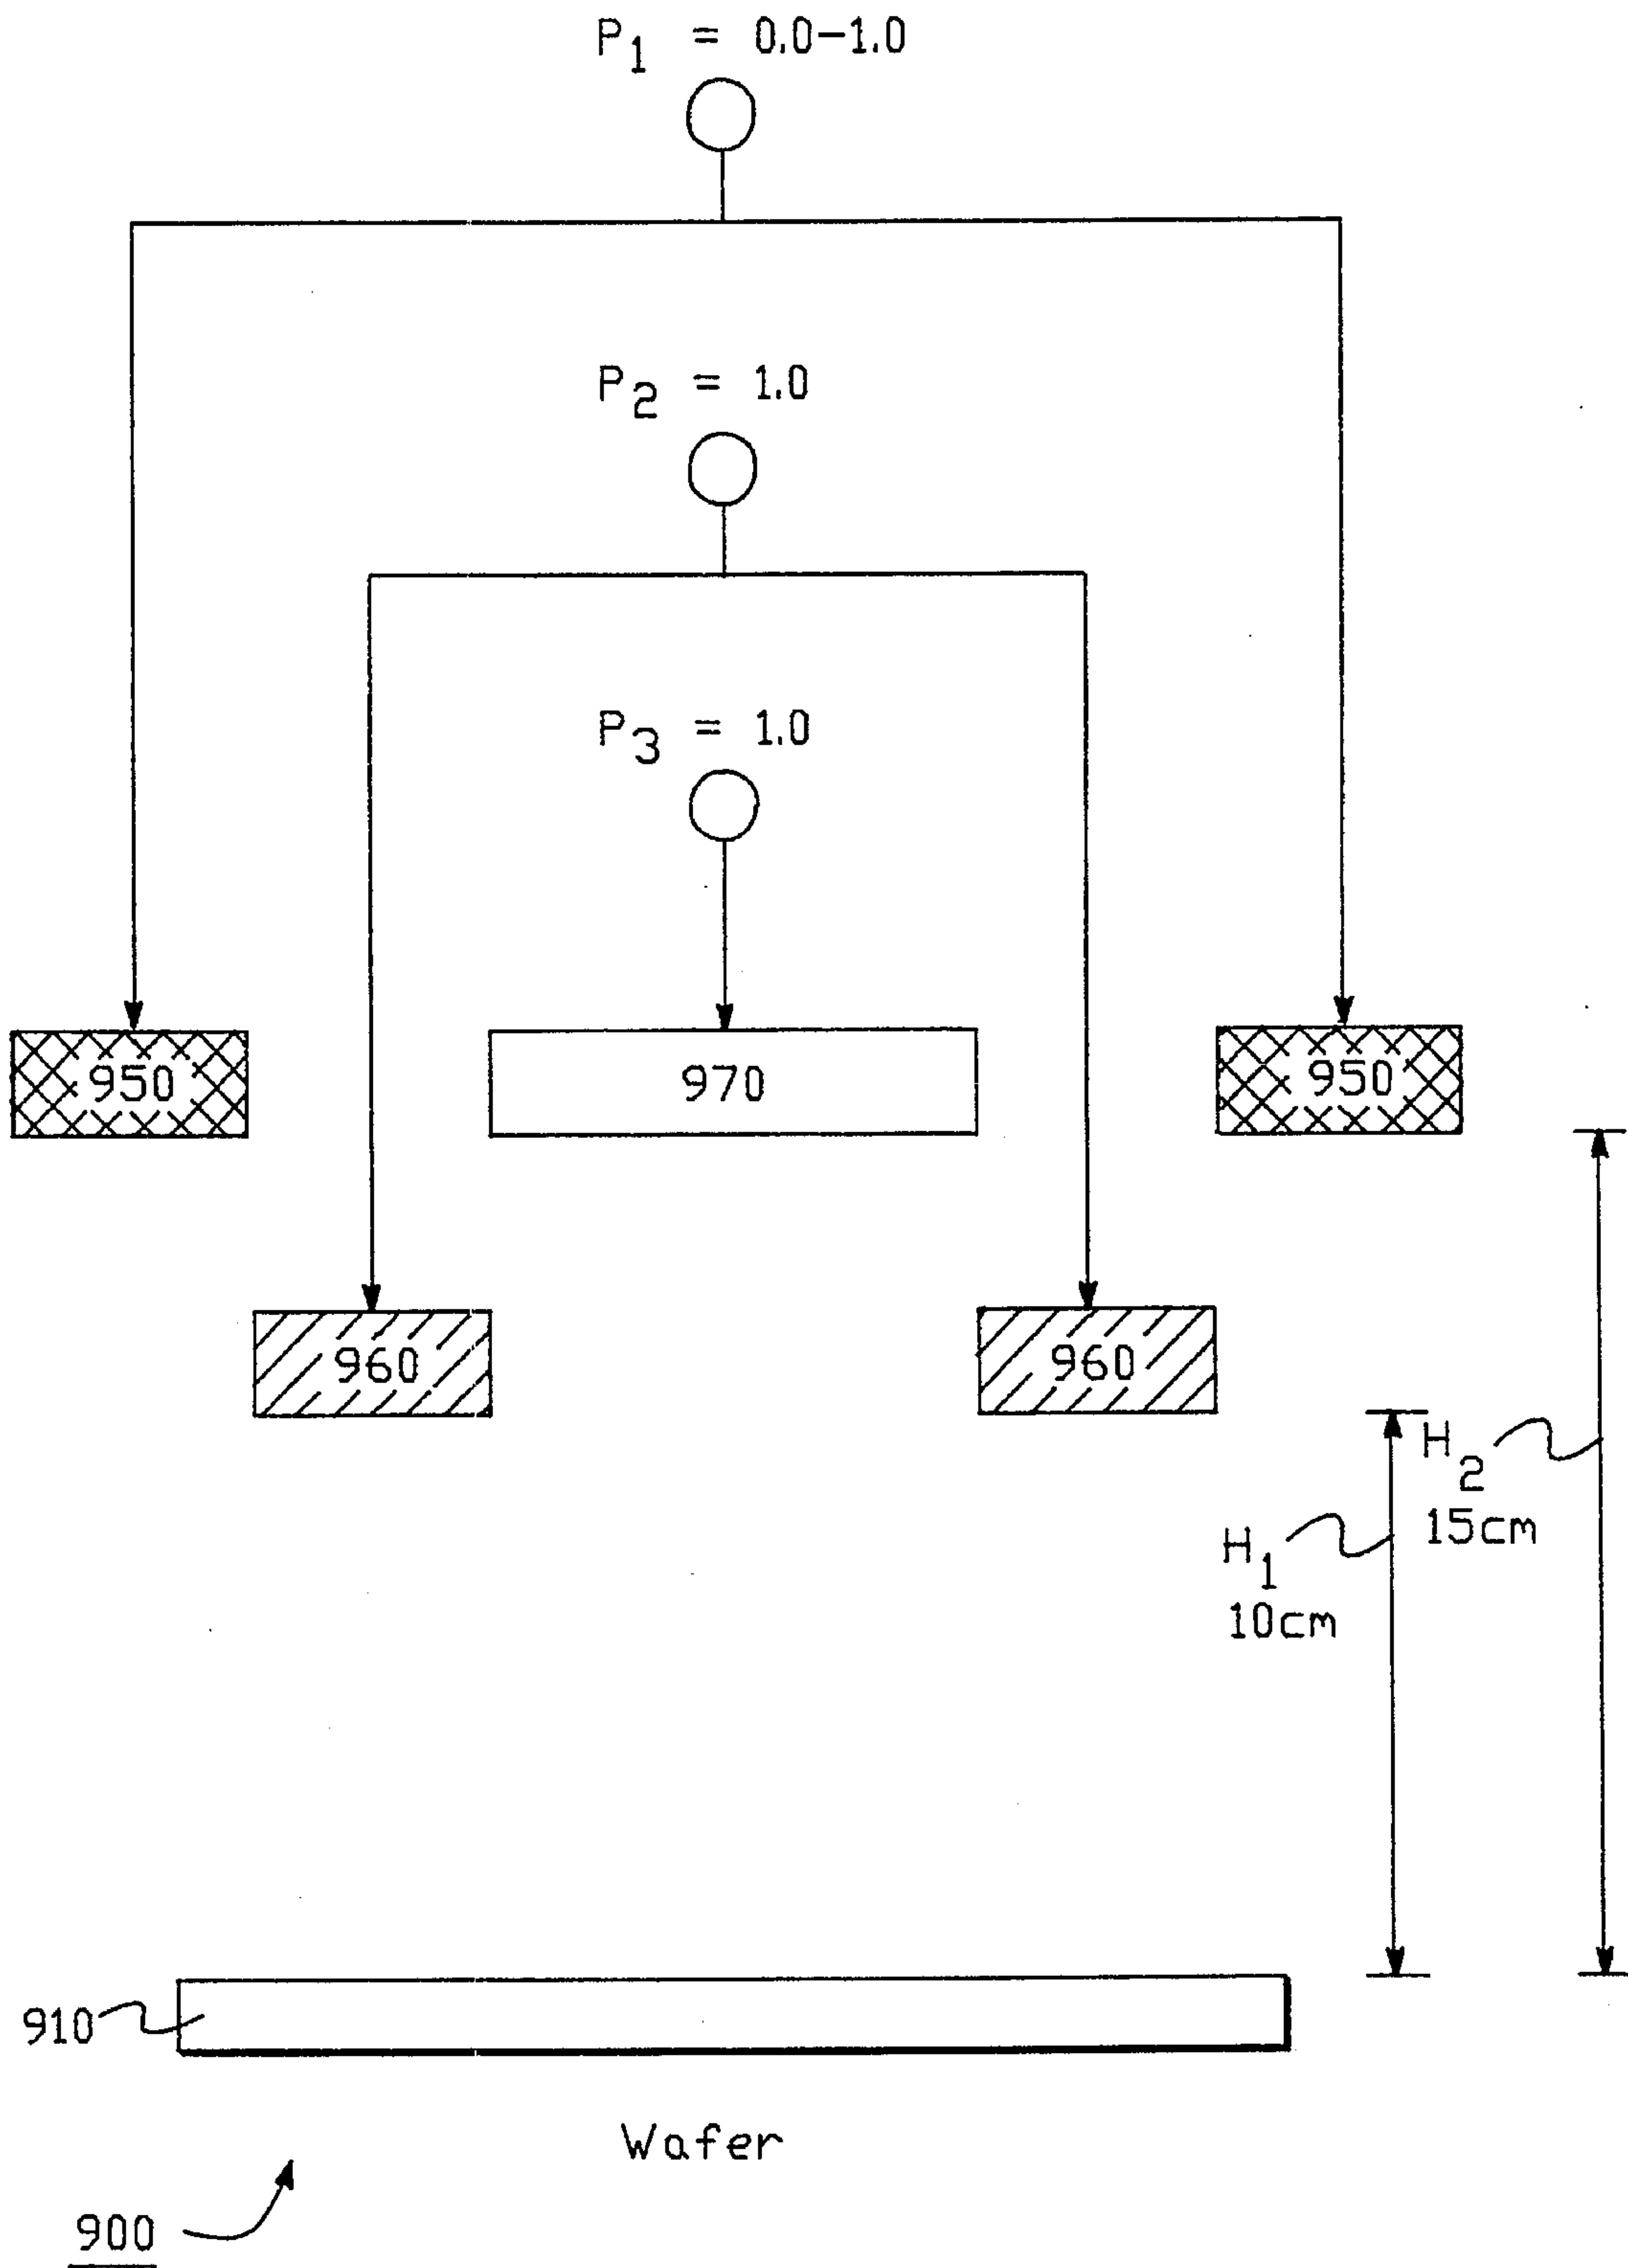 P1 = 0.0-1.0
P2 = 1.0
P3 = 1.0
950
970
950
960
960
H2
15cm
H1
10cm
910
Wafer
900